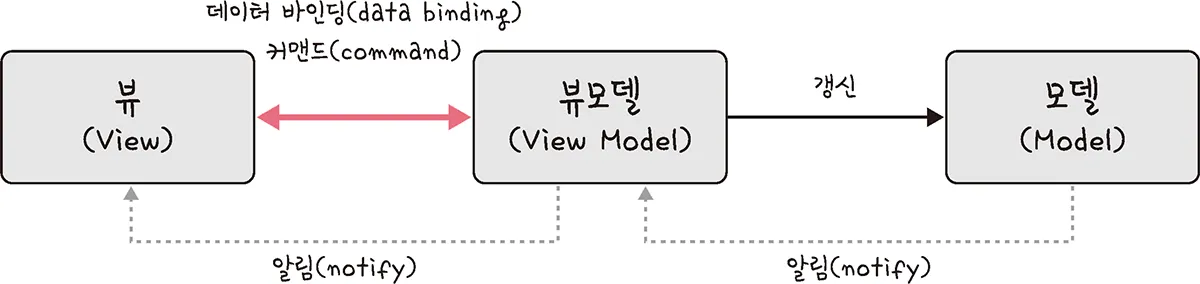 데이터 바인딩(data binding)
커맨드(command)
뷰
(View)
뷰모델
(View Model)
갱신
모델
(Model)
알림(notify)
알림(notify)